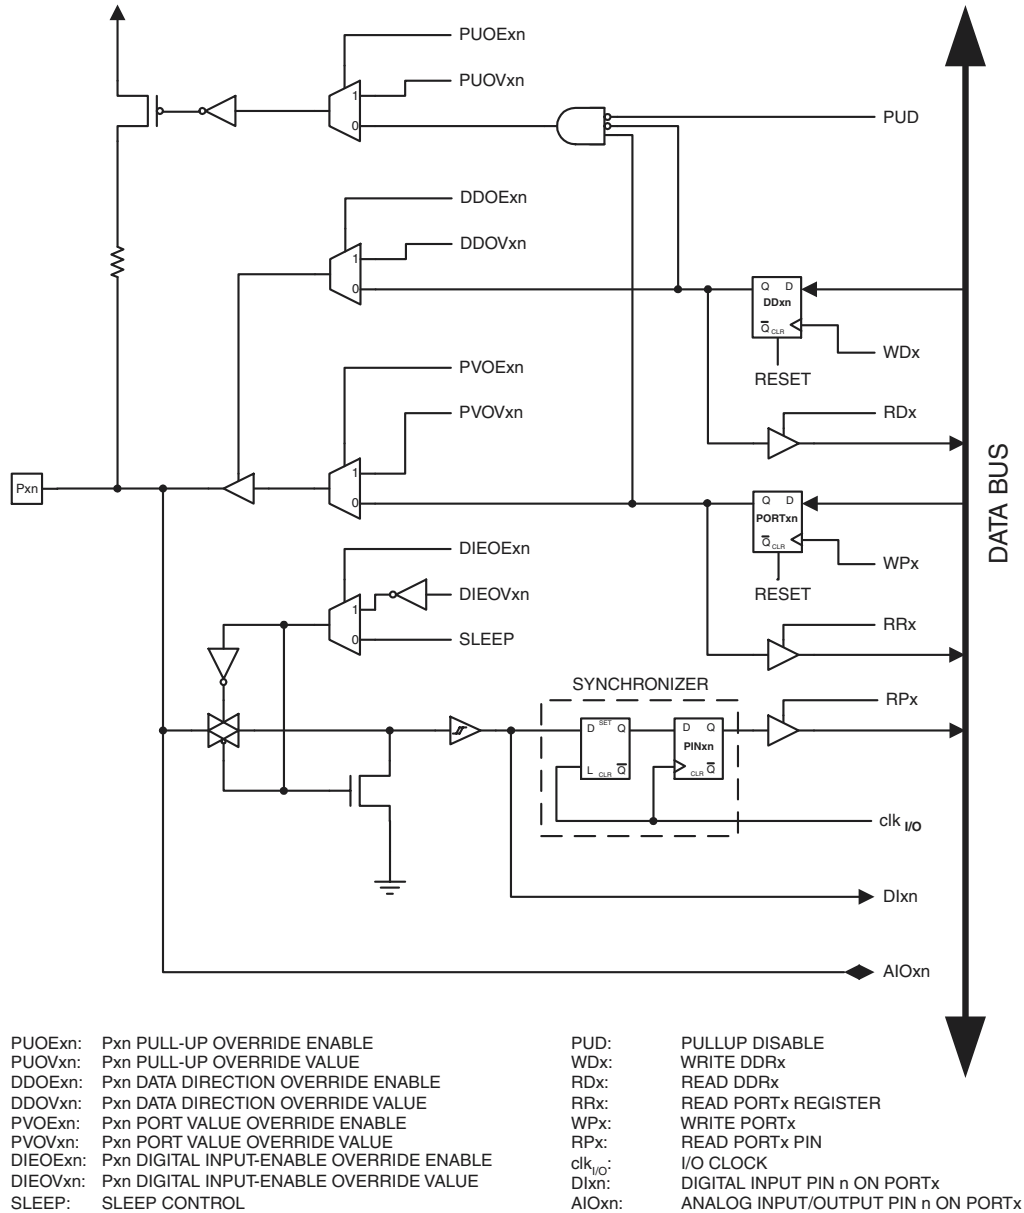 PUOExn
PUOVxn
1
0
PUD
DDOExn
DDOVxn
1
0
Q D
DDxn
Q CLR
WDx
RESET
RDx
PVOExn
PVOVxn
1
0
Pxn
Q D
PORTxn
Q CLR
WPx
RESET
RRx
DATA BUS
DIEOExn
DIEOVxn
1
0
SLEEP
SYNCHRONIZER
RPx
D SET Q
L CLR Q
D Q
PINxn
CLR Q
clk I/O
DIxn
AIOxn
PUOExn: Pxn PULL-UP OVERRIDE ENABLE
PUOVxn: Pxn PULL-UP OVERRIDE VALUE
DDOExn: Pxn DATA DIRECTION OVERRIDE ENABLE
DDOVxn: Pxn DATA DIRECTION OVERRIDE VALUE
PVOExn: Pxn PORT VALUE OVERRIDE ENABLE
PVOVxn: Pxn PORT VALUE OVERRIDE VALUE
DIEOExn: Pxn DIGITAL INPUT-ENABLE OVERRIDE ENABLE
DIEOVxn: Pxn DIGITAL INPUT-ENABLE OVERRIDE VALUE
SLEEP: SLEEP CONTROL
PUD: PULLUP DISABLE
WDx: WRITE DDRx
RDx: READ DDRx
RRx: READ PORTx REGISTER
WPx: WRITE PORTx
RPx: READ PORTx PIN
clk I/O: I/O CLOCK
DIxn: DIGITAL INPUT PIN n ON PORTx
AIOxn: ANALOG INPUT/OUTPUT PIN n ON PORTx